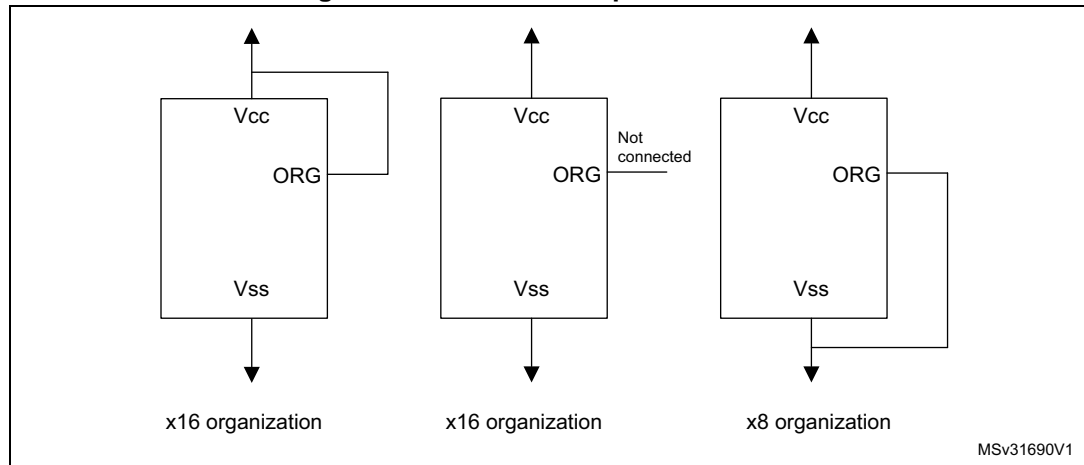 Vcc
ORG
Vss
x16 organization
Vcc
Not
connected
ORG
Vss
x16 organization
Vcc
ORG
Vss
x8 organization
MSv31690V1